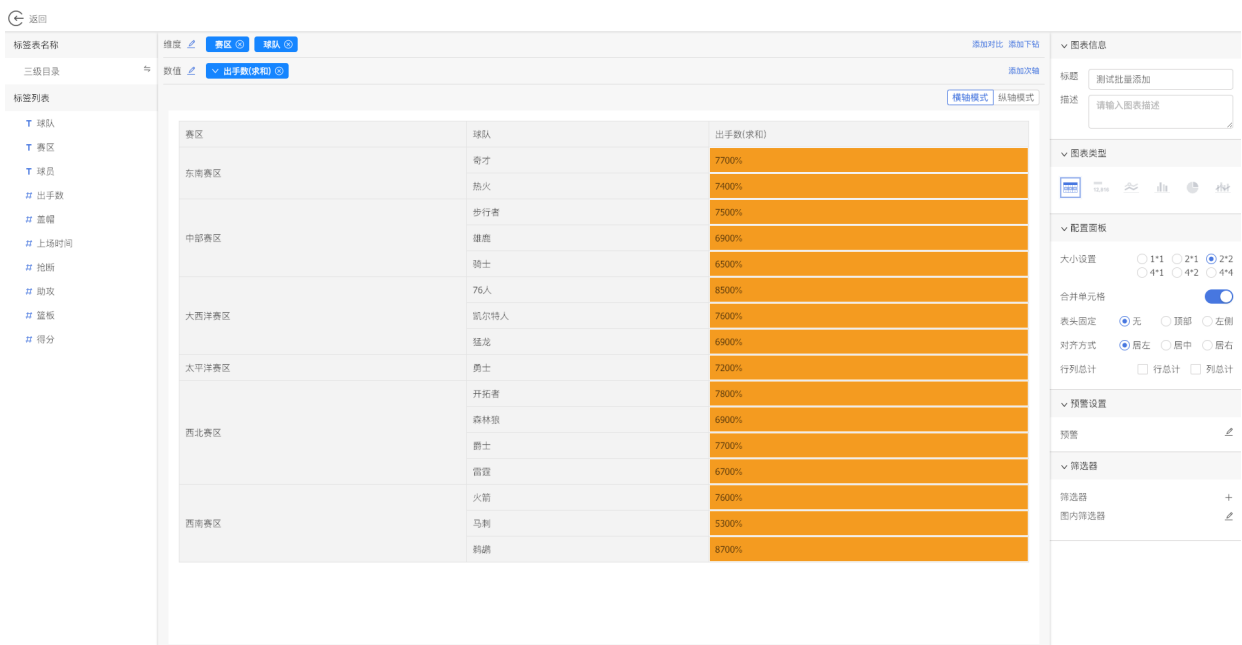 返回
标签表名称
三级目录
标签列表
T 球队
T 赛区
T 球员
# 出手数
# 盖帽
# 上场时间
# 抢断
# 助攻
# 篮板
# 得分
维度 赛区 球队 添加对比 添加下钻
数值 出手数(求和) 添加次轴
横轴模式 纵轴模式
赛区 球队 出手数(求和)
东南赛区 奇才 7700%
热火 7400%
中部赛区 步行者 7500%
雄鹿 6900%
骑士 6500%
大西洋赛区 76人 8500%
凯尔特人 7600%
猛龙 6900%
太平洋赛区 勇士 7200%
西北赛区 开拓者 7800%
森林狼 6900%
爵士 7700%
雷霆 6700%
西南赛区 火箭 7600%
马刺 5300%
鹈鹕 8700%
图表信息
标题 测试批量添加
描述 请输入图表描述
图表类型
配置面板
大小设置 1*1 2*1 2*2
4*1 4*2 4*4
合并单元格
表头固定 无 顶部 左侧
对齐方式 居左 居中 居右
行列总计 行总计 列总计
预警设置
预警
筛选器
筛选器
图内筛选器